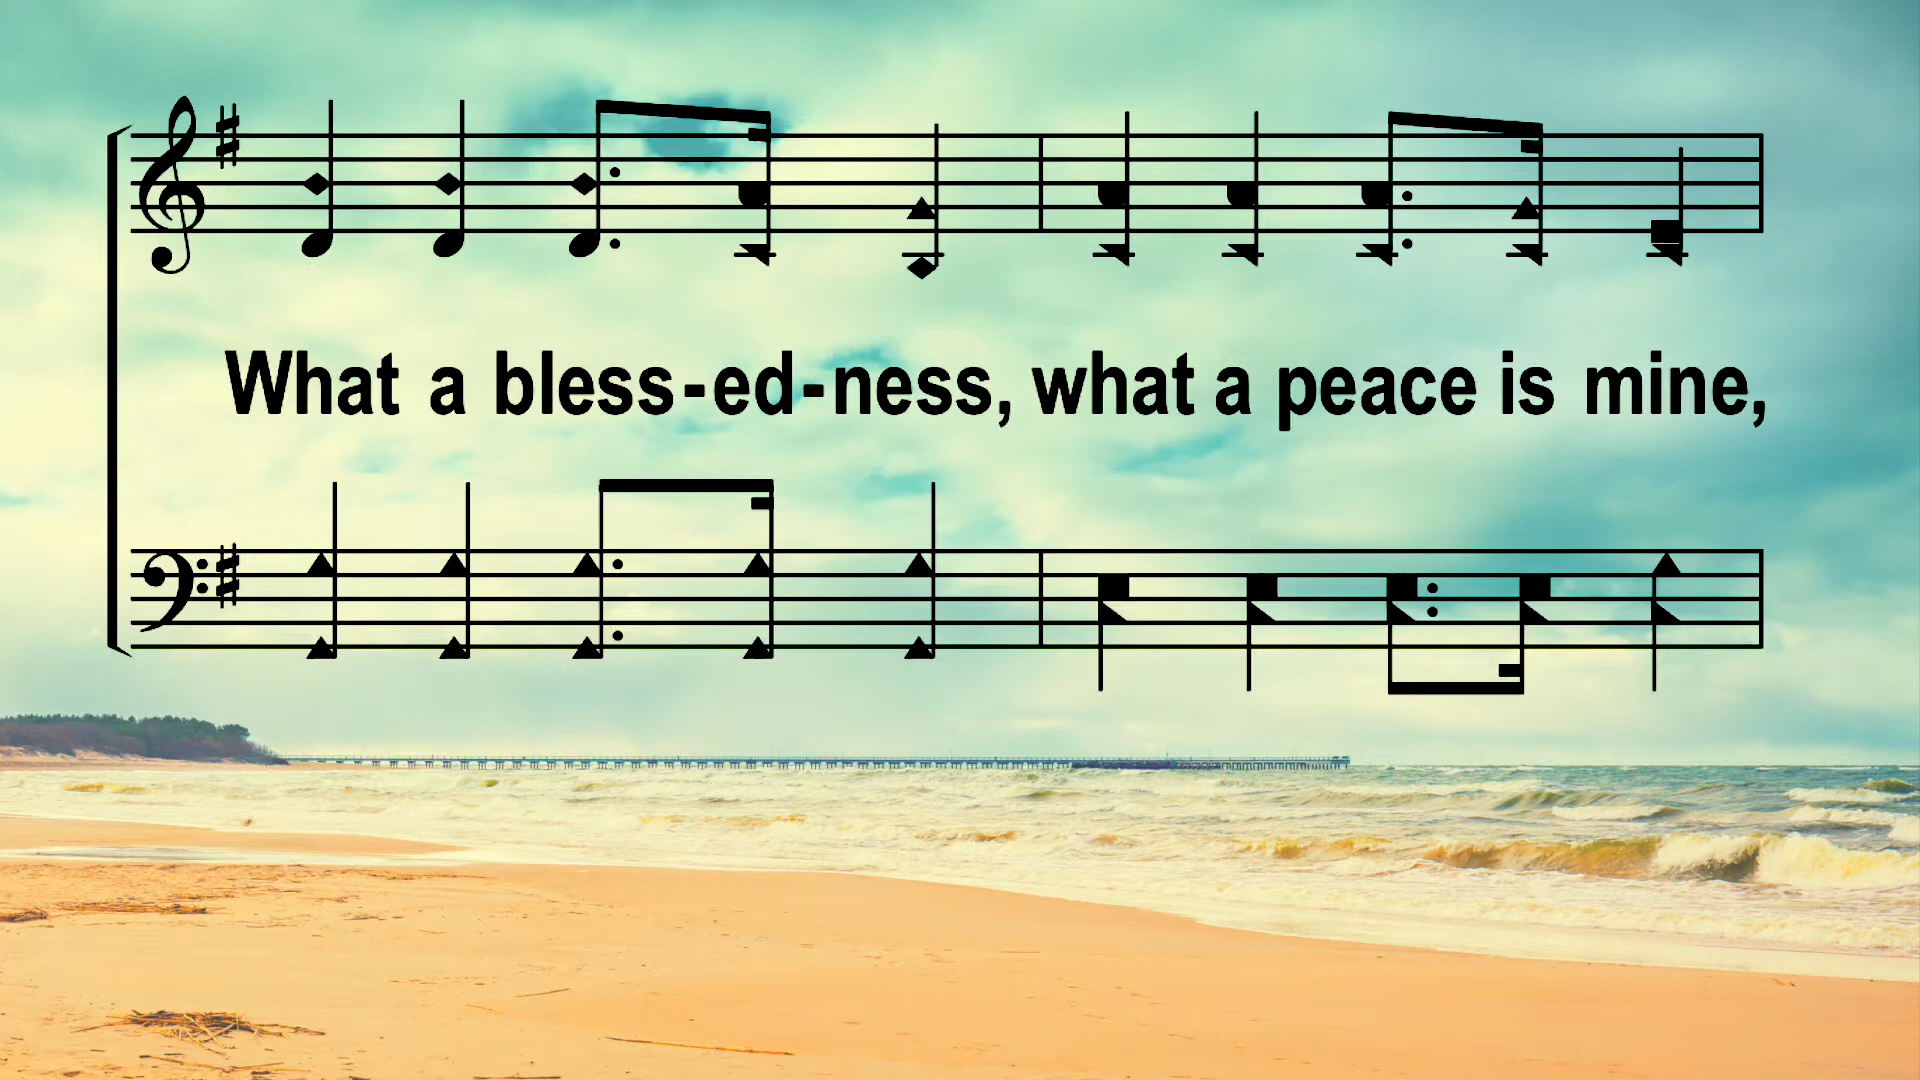 What a bless-ed-ness, what a peace is mine,